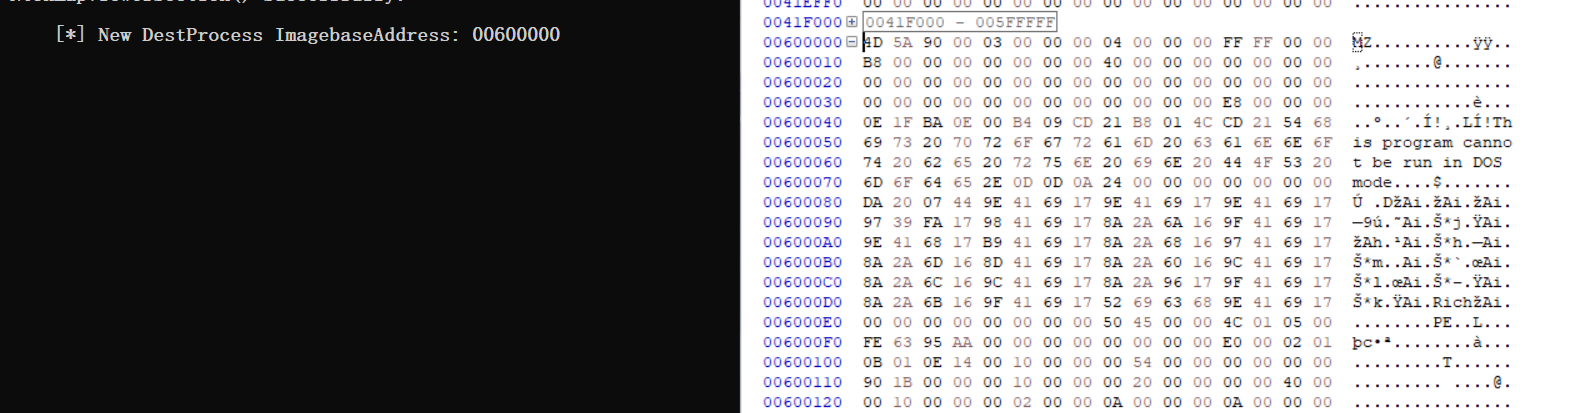 [*] New DestProcess ImagebaseAddress: 00600000
0041EFF0 00 00 00 00 00 00 00 00 00 00 00 00 00 00 00 00 ................
0041F000 0041F000 - 005FFFFF
00600000 4D 5A 90 00 03 00 00 00 04 00 00 00 FF FF 00 00 MZ..........ÿÿ..
00600010 B8 00 00 00 00 00 00 00 40 00 00 00 00 00 00 00 ¸.......@.......
00600020 00 00 00 00 00 00 00 00 00 00 00 00 00 00 00 00 ................
00600030 00 00 00 00 00 00 00 00 00 00 00 00 E8 00 00 00 ............è...
00600040 0E 1F BA 0E 00 B4 09 CD 21 B8 01 4C CD 21 54 68 ..º..´.Í!¸.LÍ!Th
00600050 69 73 20 70 72 6F 67 72 61 6D 20 63 61 6E 6E 6F is program canno
00600060 74 20 62 65 20 72 75 6E 20 69 6E 20 44 4F 53 20 t be run in DOS
00600070 6D 6F 64 65 2E 0D 0D 0A 24 00 00 00 00 00 00 00 mode....$.......
00600080 DA 20 07 44 9E 41 69 17 9E 41 69 17 9E 41 69 17 Ú .DžAi.žAi.žAi.
00600090 97 39 FA 17 98 41 69 17 8A 2A 6A 16 9F 41 69 17 —9ú.˜Ai.Š*j.ŸAi.
006000A0 9E 41 68 17 B9 41 69 17 8A 2A 68 16 97 41 69 17 žAh.¹Ai.Š*h.—Ai.
006000B0 8A 2A 6D 16 8D 41 69 17 8A 2A 60 16 9C 41 69 17 Š*m..Ai.Š*`.œAi.
006000C0 8A 2A 6C 16 9C 41 69 17 8A 2A 96 17 9F 41 69 17 Š*l.œAi.Š*–.ŸAi.
006000D0 8A 2A 6B 16 9F 41 69 17 52 69 63 68 9E 41 69 17 Š*k.ŸAi.RichžAi.
006000E0 00 00 00 00 00 00 00 00 50 45 00 00 4C 01 05 00 ........PE..L...
006000F0 FE 63 95 AA 00 00 00 00 00 00 00 00 E0 00 02 01 þc•ª........à...
00600100 0B 01 0E 14 00 10 00 00 00 54 00 00 00 00 00 00 .........T......
00600110 90 1B 00 00 00 10 00 00 00 20 00 00 00 00 40 00 ......... ....@.
00600120 00 10 00 00 00 02 00 00 0A 00 00 00 0A 00 00 00 ................